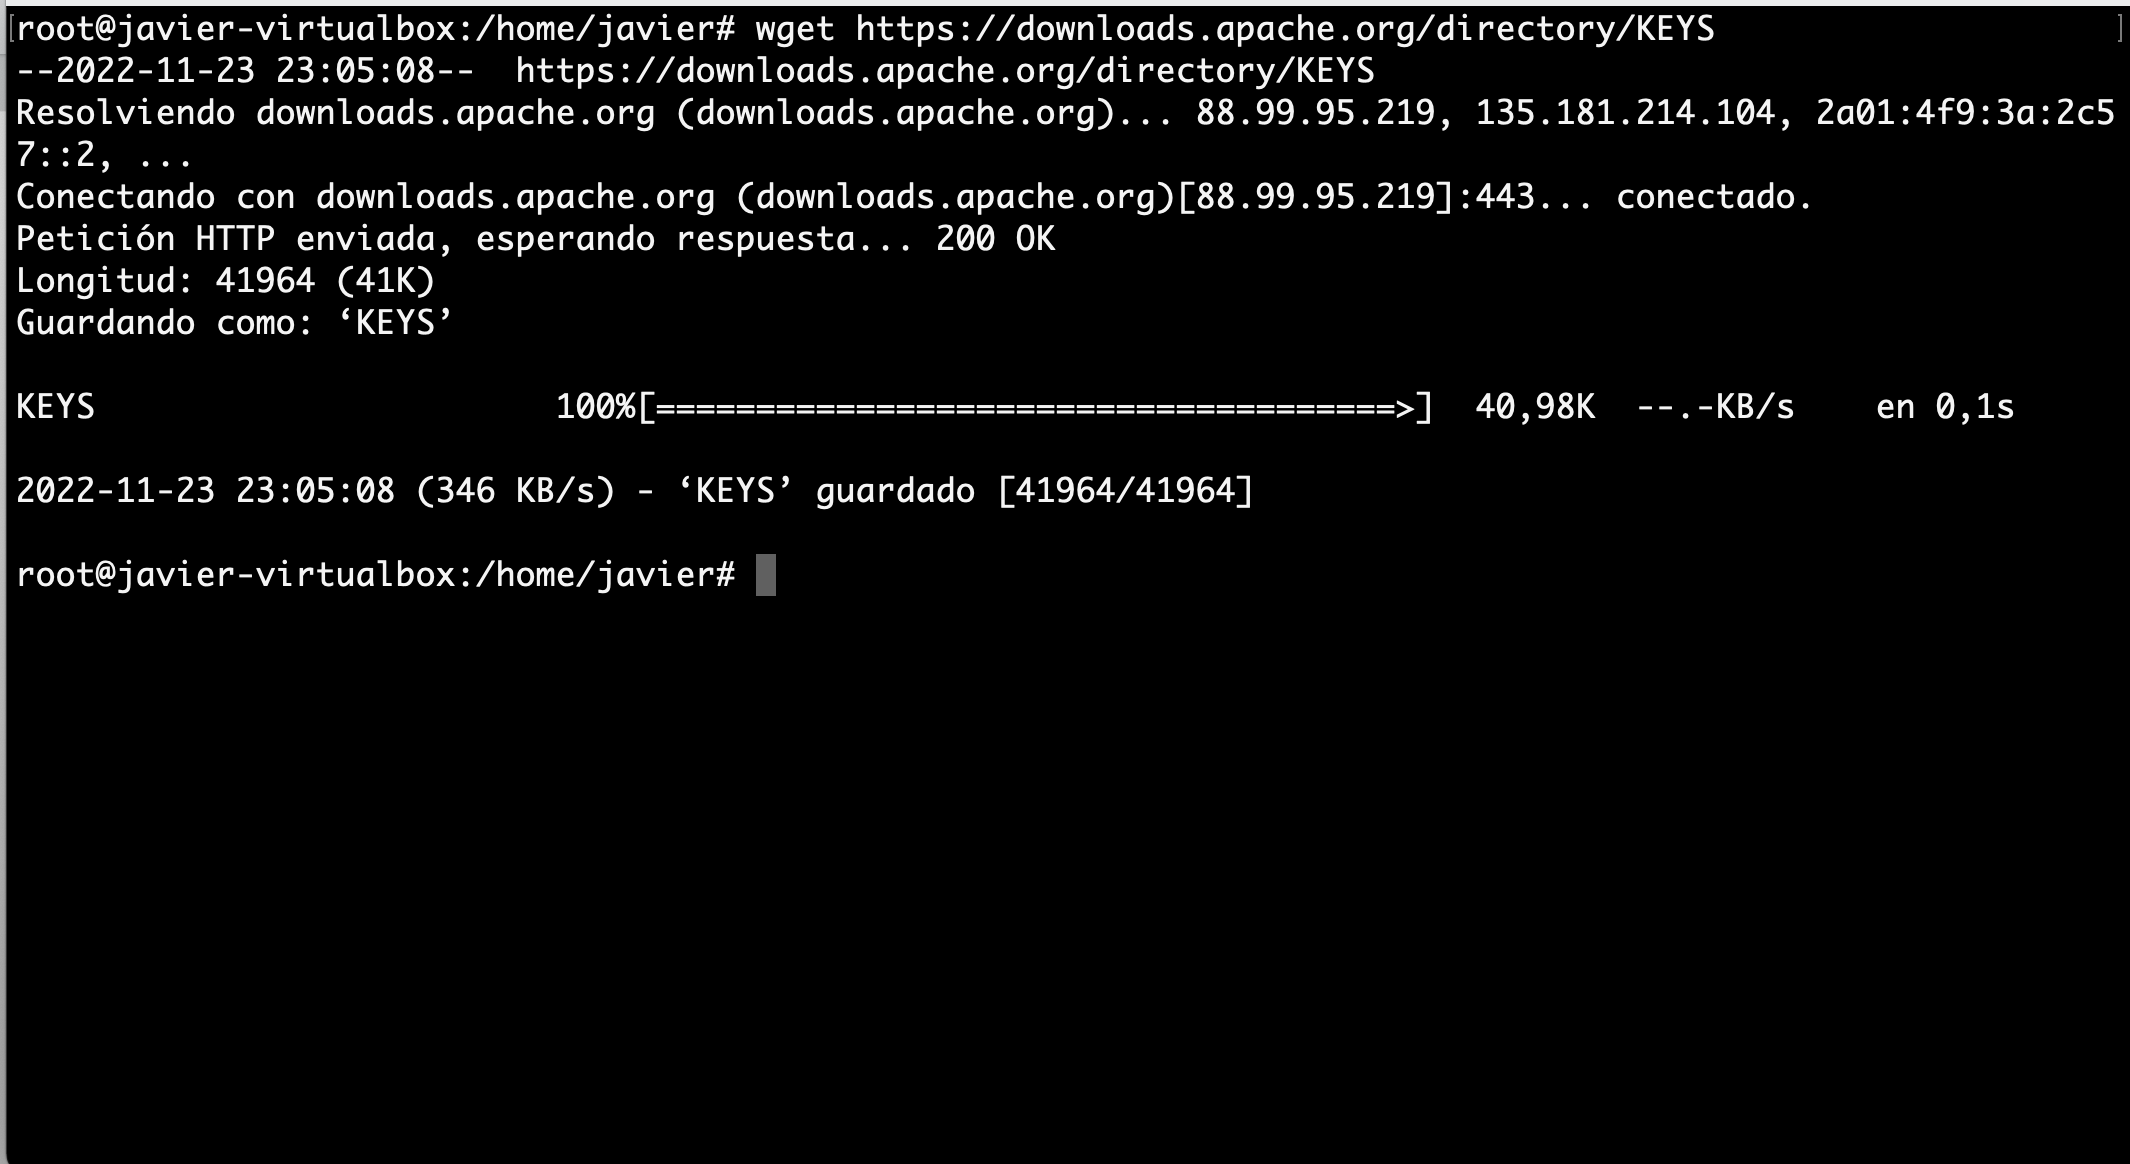 root@javier-virtualbox:/home/javier# wget https://downloads.apache.org/directory/KEYS
--2022-11-23 23:05:08--  https://downloads.apache.org/directory/KEYS
Resolviendo downloads.apache.org (downloads.apache.org)... 88.99.95.219, 135.181.214.104, 2a01:4f9:3a:2c5
7::2, ...
Conectando con downloads.apache.org (downloads.apache.org)[88.99.95.219]:443... conectado.
Petición HTTP enviada, esperando respuesta... 200 OK
Longitud: 41964 (41K)
Guardando como: ‘KEYS’
KEYS                       100%[=====================================>]  40,98K  --.-KB/s    en 0,1s
2022-11-23 23:05:08 (346 KB/s) - ‘KEYS’ guardado [41964/41964]
root@javier-virtualbox:/home/javier#